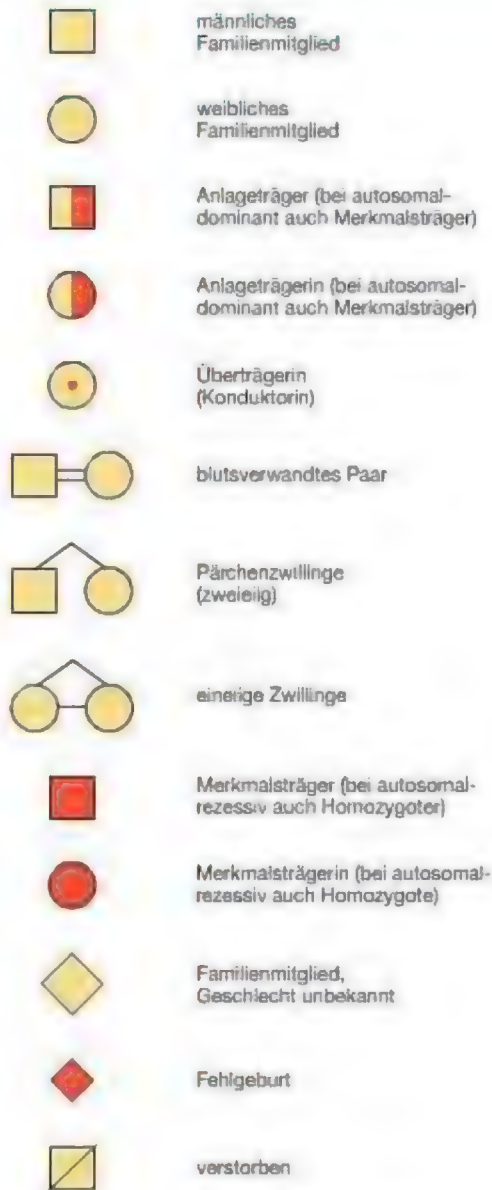 männliches
Familienmitglied
weibliches
Familienmitglied
Anlageträger (bei autosomal-
dominant auch Merkmalsträger)
Anlageträgerin (bei autosomal-
dominant auch Merkmalsträger)
Überträgerin
(Konduktorin)
blutsverwandtes Paar
Pärchenzwillinge
(zweieiig)
eineiige Zwillinge
Merkmalsträger (bei autosomal-
rezessiv auch Homozygoter)
Merkmalsträgerin (bei autosomal-
rezessiv auch Homozygote)
Familienmitglied,
Geschlecht unbekannt
Fehlgeburt
verstorben